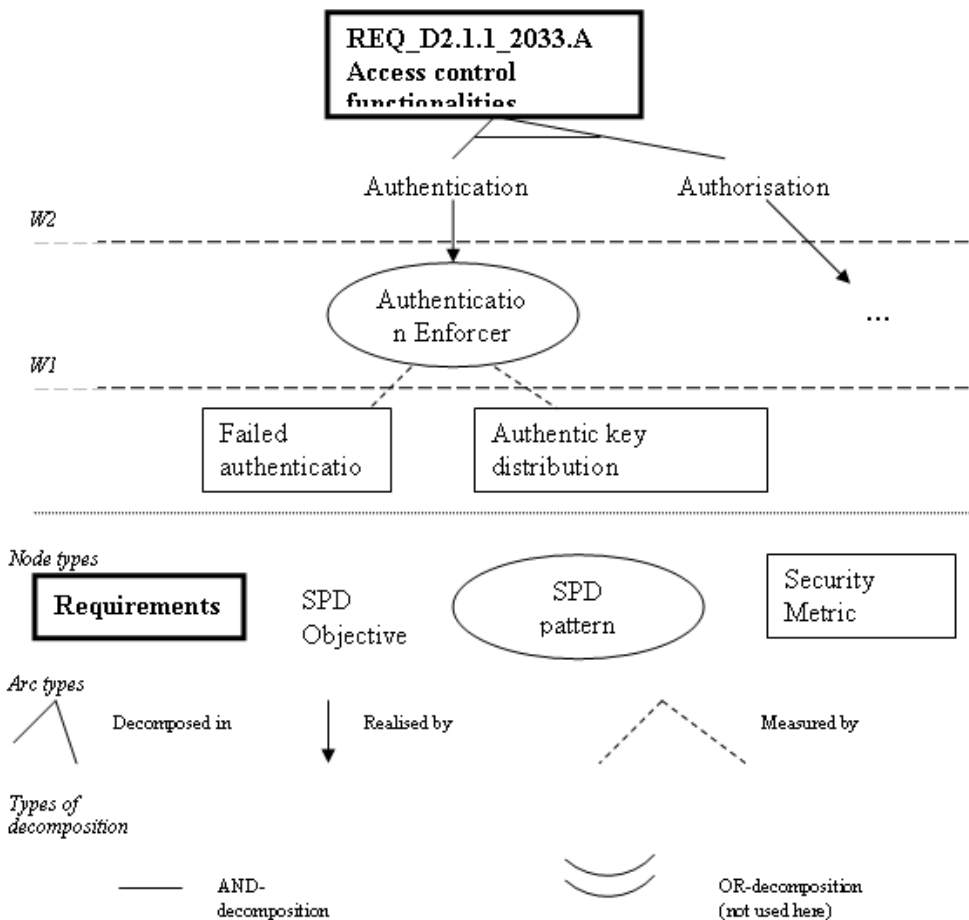 REQ_D2.1.1_2033.A
Access control
functionalities
Authentication
Authorisation
W2
Authenticatio
n Enforcer
...
W1
Failed
authenticatio
Authentic key
distribution
Node types
Requirements
SPD
Objective
SPD
pattern
Security
Metric
Arc types
Decomposed in
Realised by
Measured by
Types of
decomposition
AND-
decomposition
OR-decomposition
(not used here)